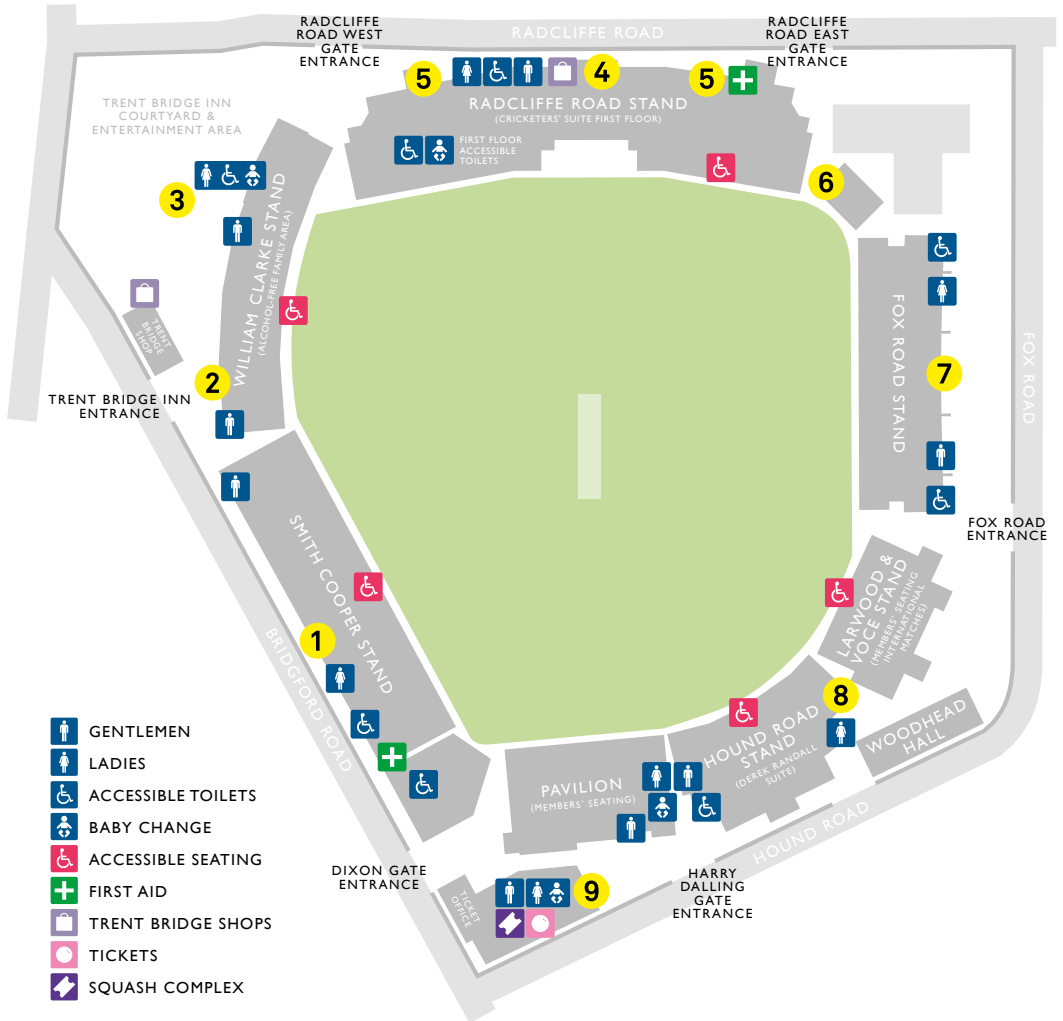 RADCLIFFE
ROAD WEST
GATE
ENTRANCE
RADCLIFFE ROAD
RADCLIFFE
ROAD EAST
GATE
ENTRANCE
5
4
5
RADCLIFFE ROAD STAND
(CRICKETERS' SUITE FIRST FLOOR)
FIRST FLOOR
ACCESSIBLE
TOILETS
TRENT BRIDGE INN
COURTYARD &
ENTERTAINMENT AREA
3
6
WILLIAM CLARKE STAND
(ALCOHOL-FREE FAMILY AREA)
TRENT
BRIDGE
SHOP
2
TRENT BRIDGE INN
ENTRANCE
FOX ROAD STAND
7
FOX ROAD
FOX ROAD
ENTRANCE
SMITH COOPER STAND
1
BRIDGFORD ROAD
LARWOOD &
VOCE STAND
(MEMBERS' SEATING
INTERNATIONAL
MATCHES)
8
HOUND ROAD
STAND
(DEREK RANDALL
SUITE)
WOODHEAD
HALL
PAVILION
(MEMBERS' SEATING)
HOUND ROAD
DIXON GATE
ENTRANCE
HARRY
DALLING
GATE
ENTRANCE
TICKET
OFFICE
9
GENTLEMEN
LADIES
ACCESSIBLE TOILETS
BABY CHANGE
ACCESSIBLE SEATING
FIRST AID
TRENT BRIDGE SHOPS
TICKETS
SQUASH COMPLEX